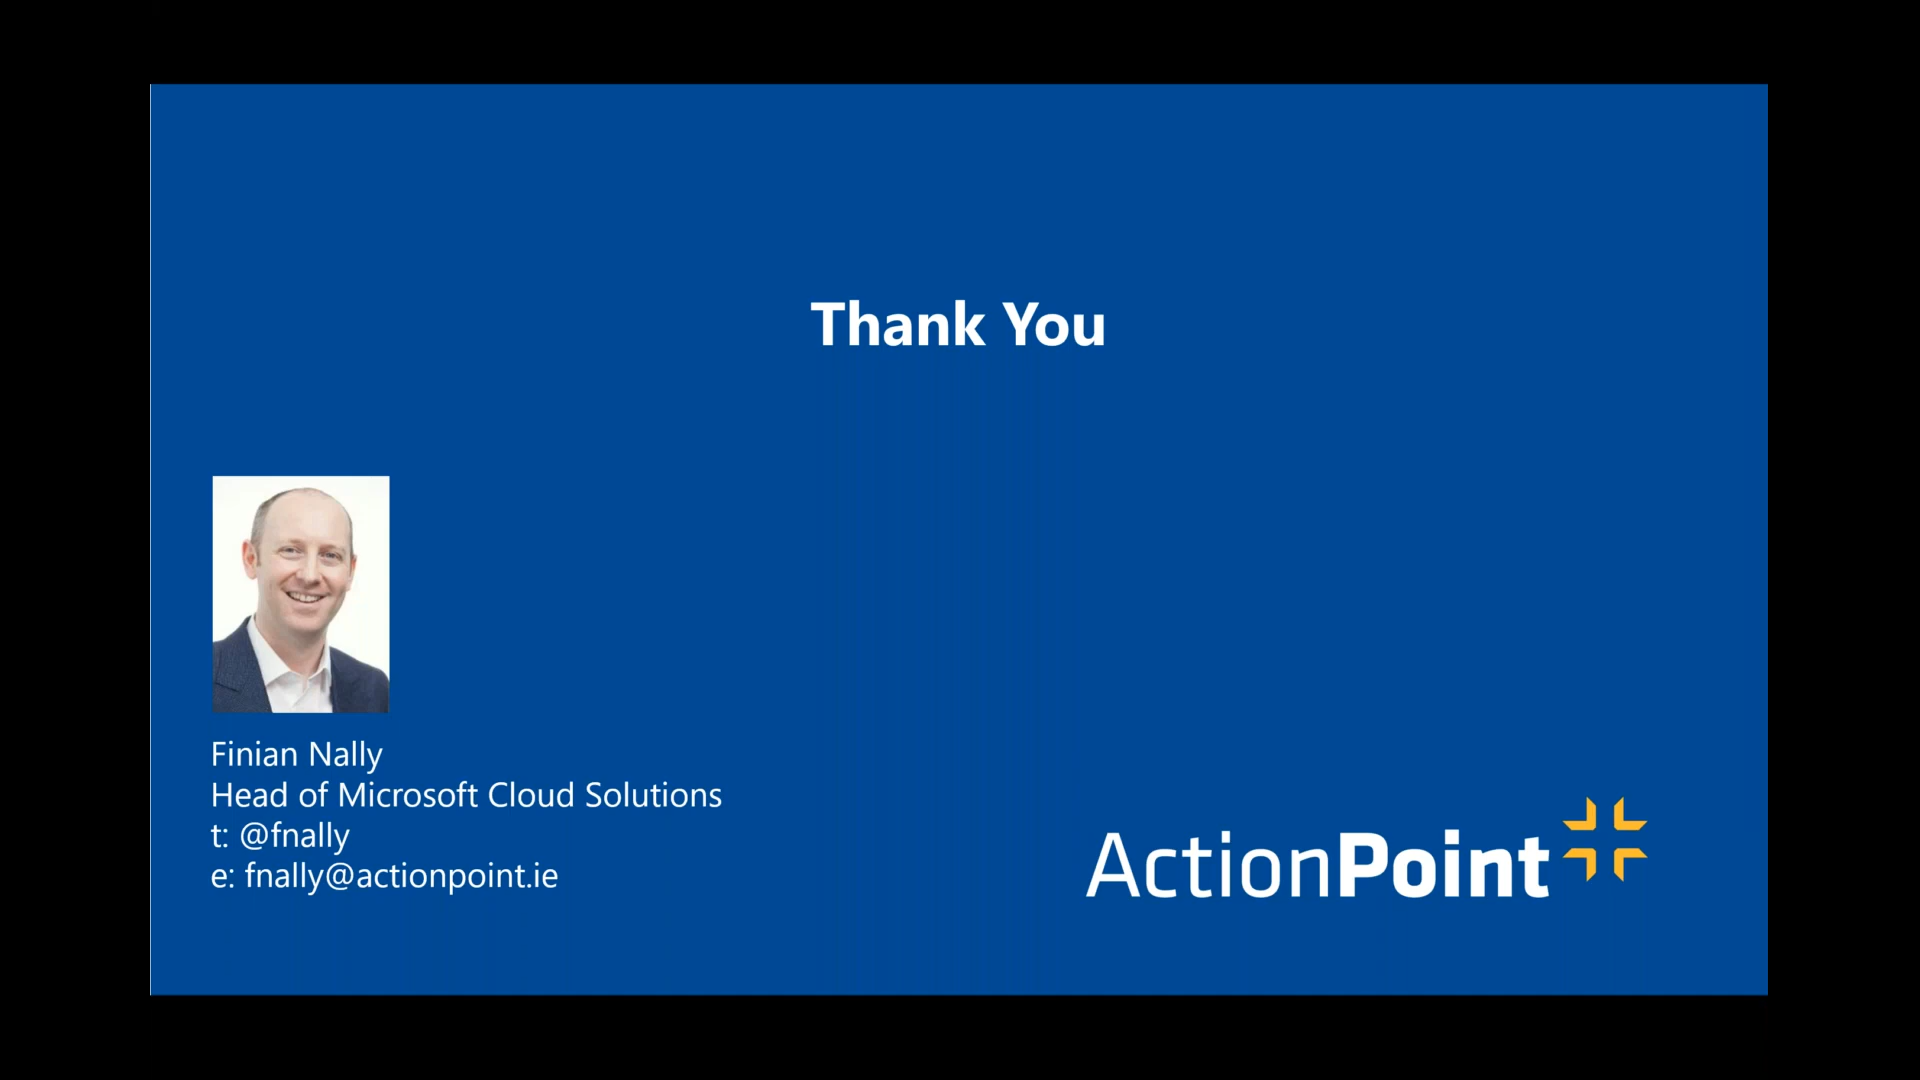 Thank You
Finian Nally
Head of Microsoft Cloud Solutions
t: @fnally
e: fnally@actionpoint.ie
ActionPoint